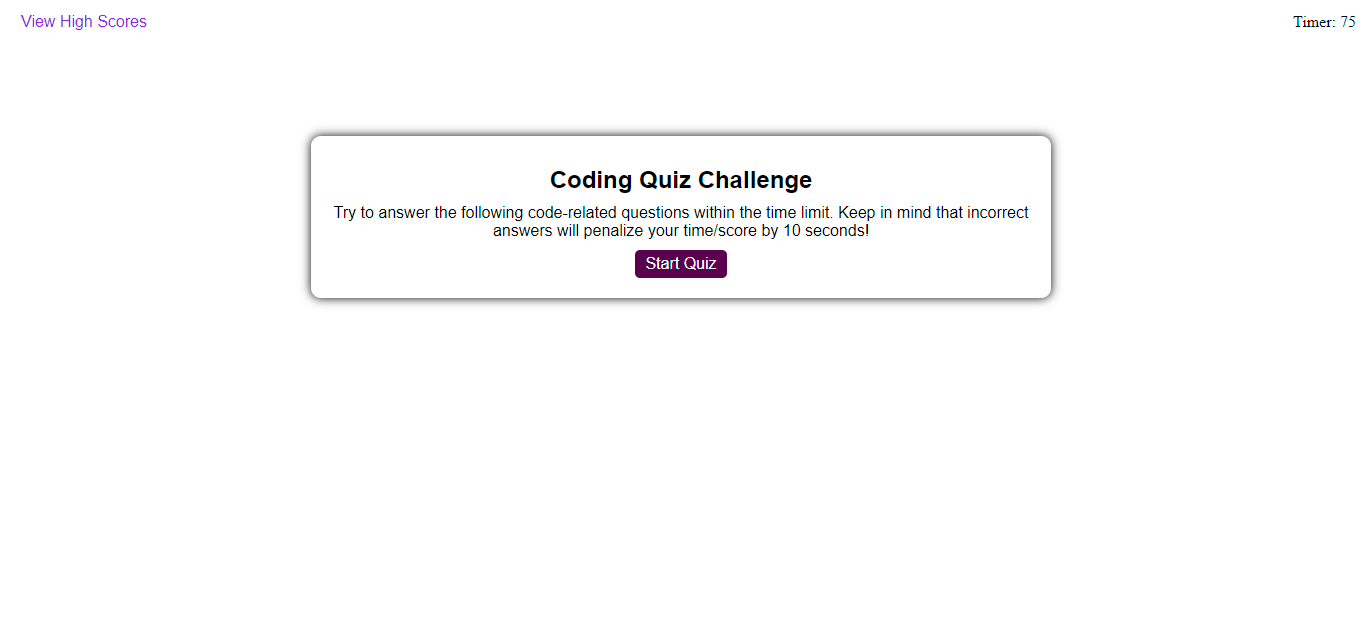 View High Scores
Timer: 75
Coding Quiz Challenge
Try to answer the following code-related questions within the time limit. Keep in mind that incorrect
answers will penalize your time/score by 10 seconds!
Start Quiz